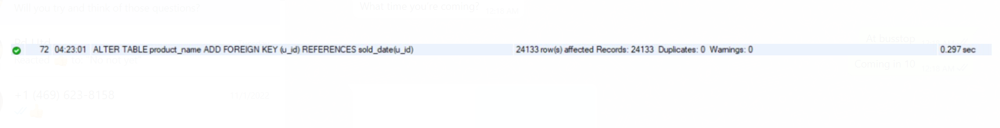 Will you try and think of those questions?
What time you're coming? 12:18 AM
At busstop
72 04:23:01 ALTER TABLE product_name ADD FOREIGN KEY (u_id) REFERENCES sold_date(u_id) 24133 row(s) affected Records: 24133 Duplicates: 0 Warnings: 0 0.297 sec
Reacted to: "No not yet"
Coming in 10
+1 (469) 623-8158 11/1/2022